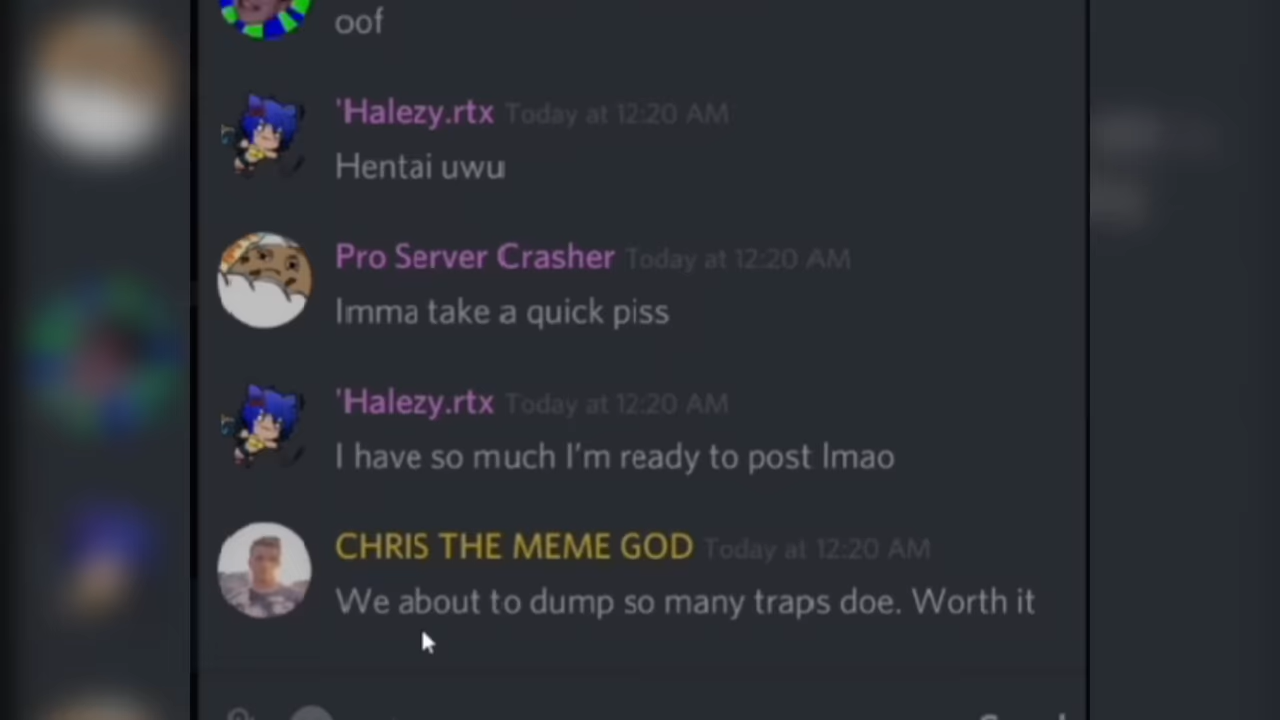 oof
'Halezy.rtx Today at 12:20 AM
Hentai uwu
Pro Server Crasher Today at 12:20 AM
Imma take a quick piss
'Halezy.rtx Today at 12:20 AM
I have so much I'm ready to post lmao
CHRIS THE MEME GOD Today at 12:20 AM
We about to dump so many traps doe. Worth it